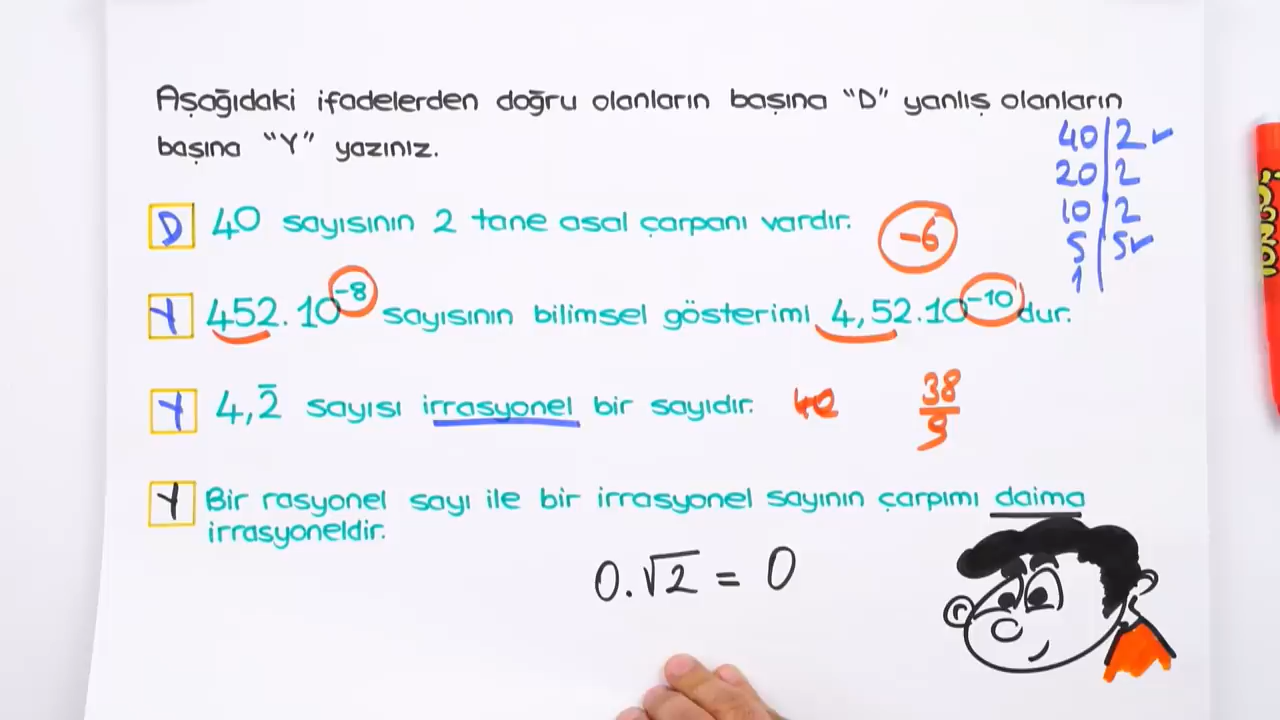 Aşağıdaki ifadelerden doğru olanların başına “D” yanlış olanların
başına “Y” yazınız.
40 | 2
20 | 2
10 | 2
5 | 5
1
D 40 sayısının 2 tane asal çarpanı vardır.
-6
Y 452.10⁻⁸ sayısının bilimsel gösterimi 4,52.10⁻¹⁰ dur.
Y 4,2̅ sayısı irrasyonel bir sayıdır.
38/9
Y Bir rasyonel sayı ile bir irrasyonel sayının çarpımı daima
irrasyoneldir.
0.√2 = 0